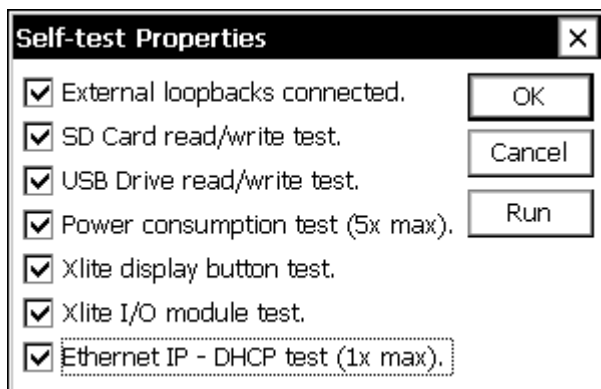 Self-test Properties
External loopbacks connected.
OK
SD Card read/write test.
Cancel
USB Drive read/write test.
Power consumption test (5x max).
Run
Xlite display button test.
Xlite I/O module test.
Ethernet IP - DHCP test (1x max).